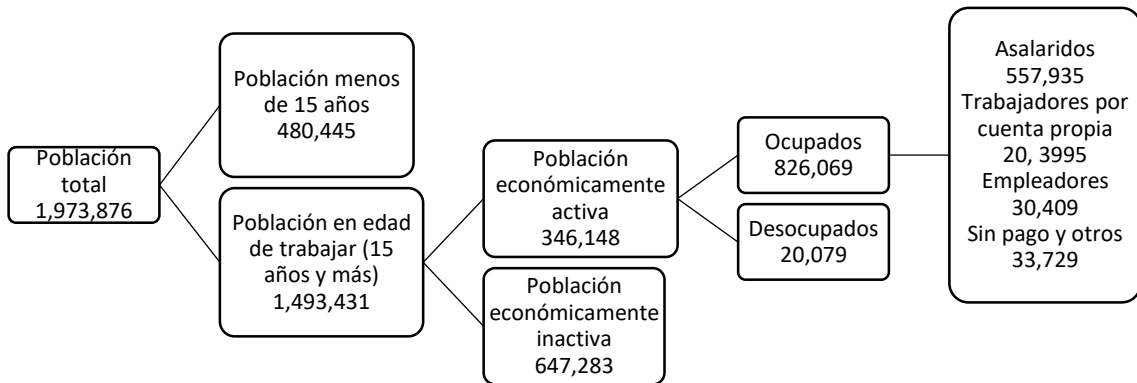 Población
total
1,973,876
Población menos
de 15 años
480,445
Población en edad
de trabajar (15
años y más)
1,493,431
Población
económicamente
activa
346,148
Población
económicamente
inactiva
647,283
Ocupados
826,069
Desocupados
20,079
Asalaridos
557,935
Trabajadores por
cuenta propia
20, 3995
Empleadores
30,409
Sin pago y otros
33,729